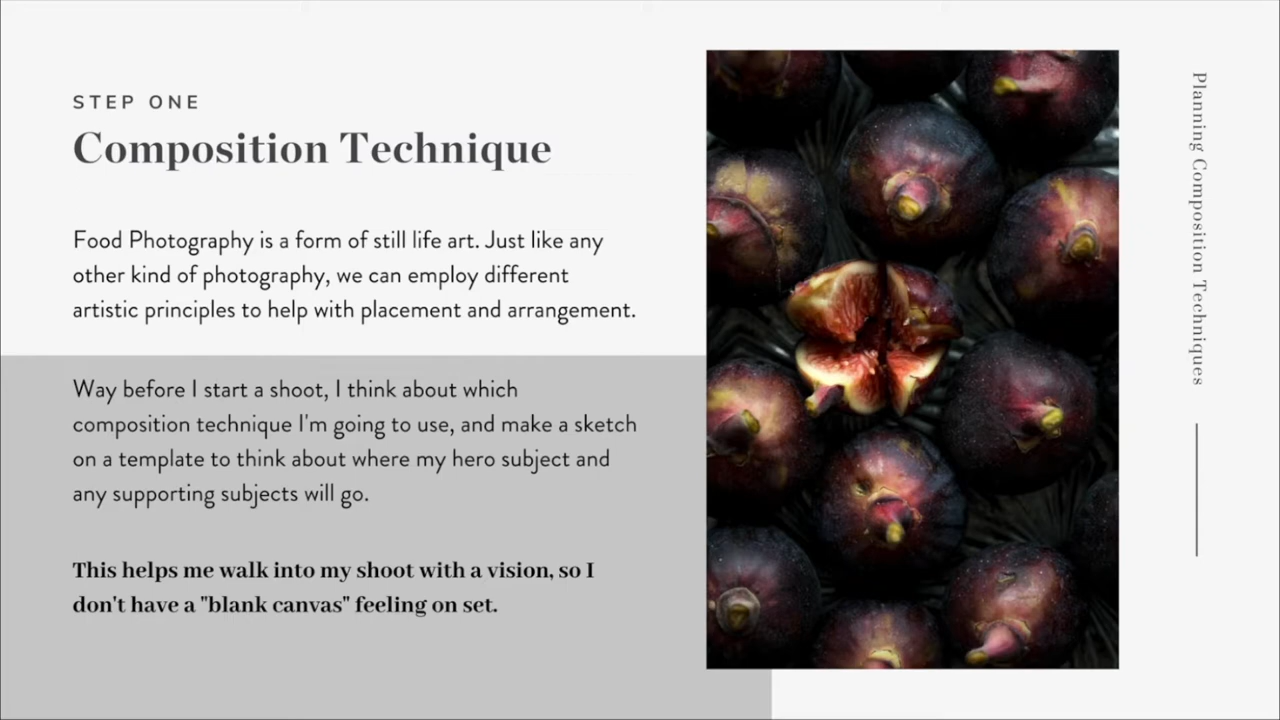 STEP ONE
Composition Technique
Food Photography is a form of still life art. Just like any
other kind of photography, we can employ different
artistic principles to help with placement and arrangement.
Way before I start a shoot, I think about which
composition technique I'm going to use, and make a sketch
on a template to think about where my hero subject and
any supporting subjects will go.
This helps me walk into my shoot with a vision, so I
don't have a "blank canvas" feeling on set.
Planning Composition Techniques